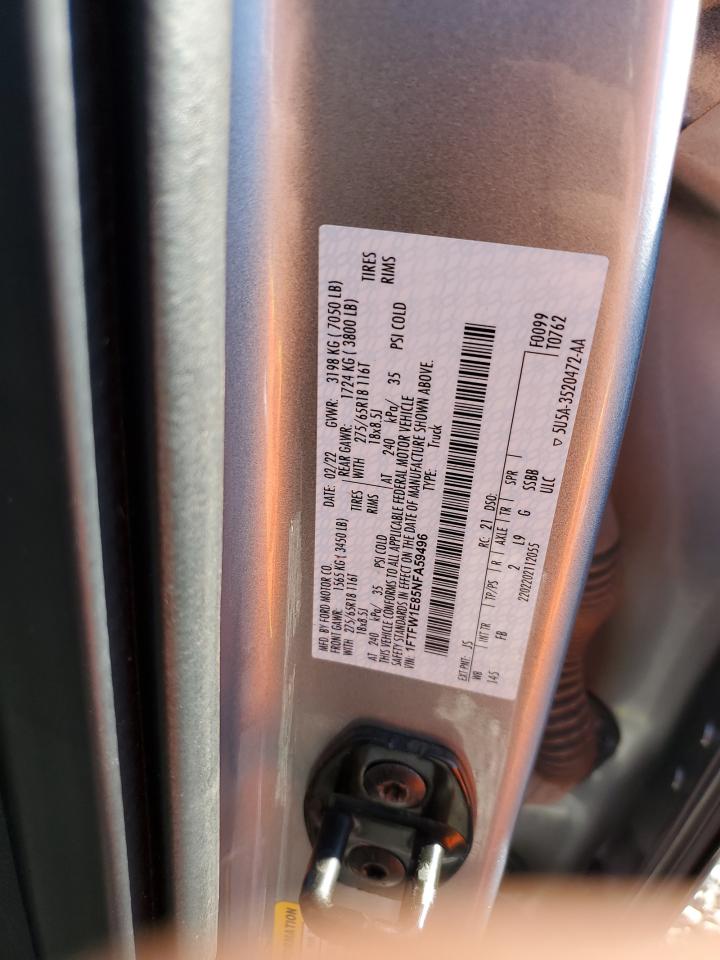 MFD. BY FORD MOTOR CO.
DATE: 02/22 GVWR: 3198 KG ( 7050 LB)
FRONT GAWR: 1565 KG ( 3450 LB) REAR GAWR: 1724 KG ( 3800 LB)
WITH 275/65R18 116T TIRES WITH 275/65R18 116T TIRES
18x8.5J RIMS 18x8.5J RIMS
AT 240 kPa/ 35 PSI COLD AT 240 kPa/ 35 PSI COLD
THIS VEHICLE CONFORMS TO ALL APPLICABLE FEDERAL MOTOR VEHICLE
SAFETY STANDARDS IN EFFECT ON THE DATE OF MANUFACTURE SHOWN ABOVE.
VIN: 1FTFW1E85NFA59496 TYPE: Truck
F0099
T0762
EXT PNT: JS RC: 21 DSO:
WB INT TR TP/PS R AXLE TR SPR
145 FB 2 L9 G SSBB
2202202112055 ULC
▽ 5U5A-3520472-AA
MATION